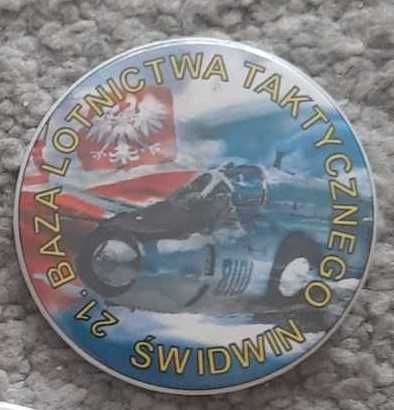 21. BAZA LOTNICTWA TAKTYCZNEGO
ŚWIDWIN